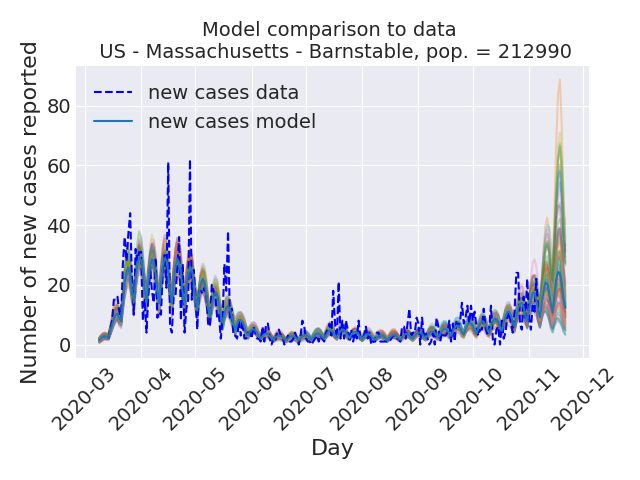 Model comparison to data
US - Massachusetts - Barnstable, pop. = 212990
Number of new cases reported
80
60
40
20
0
new cases data
new cases model
2020-03
2020-04
2020-05
2020-06
2020-07
2020-08
2020-09
2020-10
2020-11
2020-12
Day